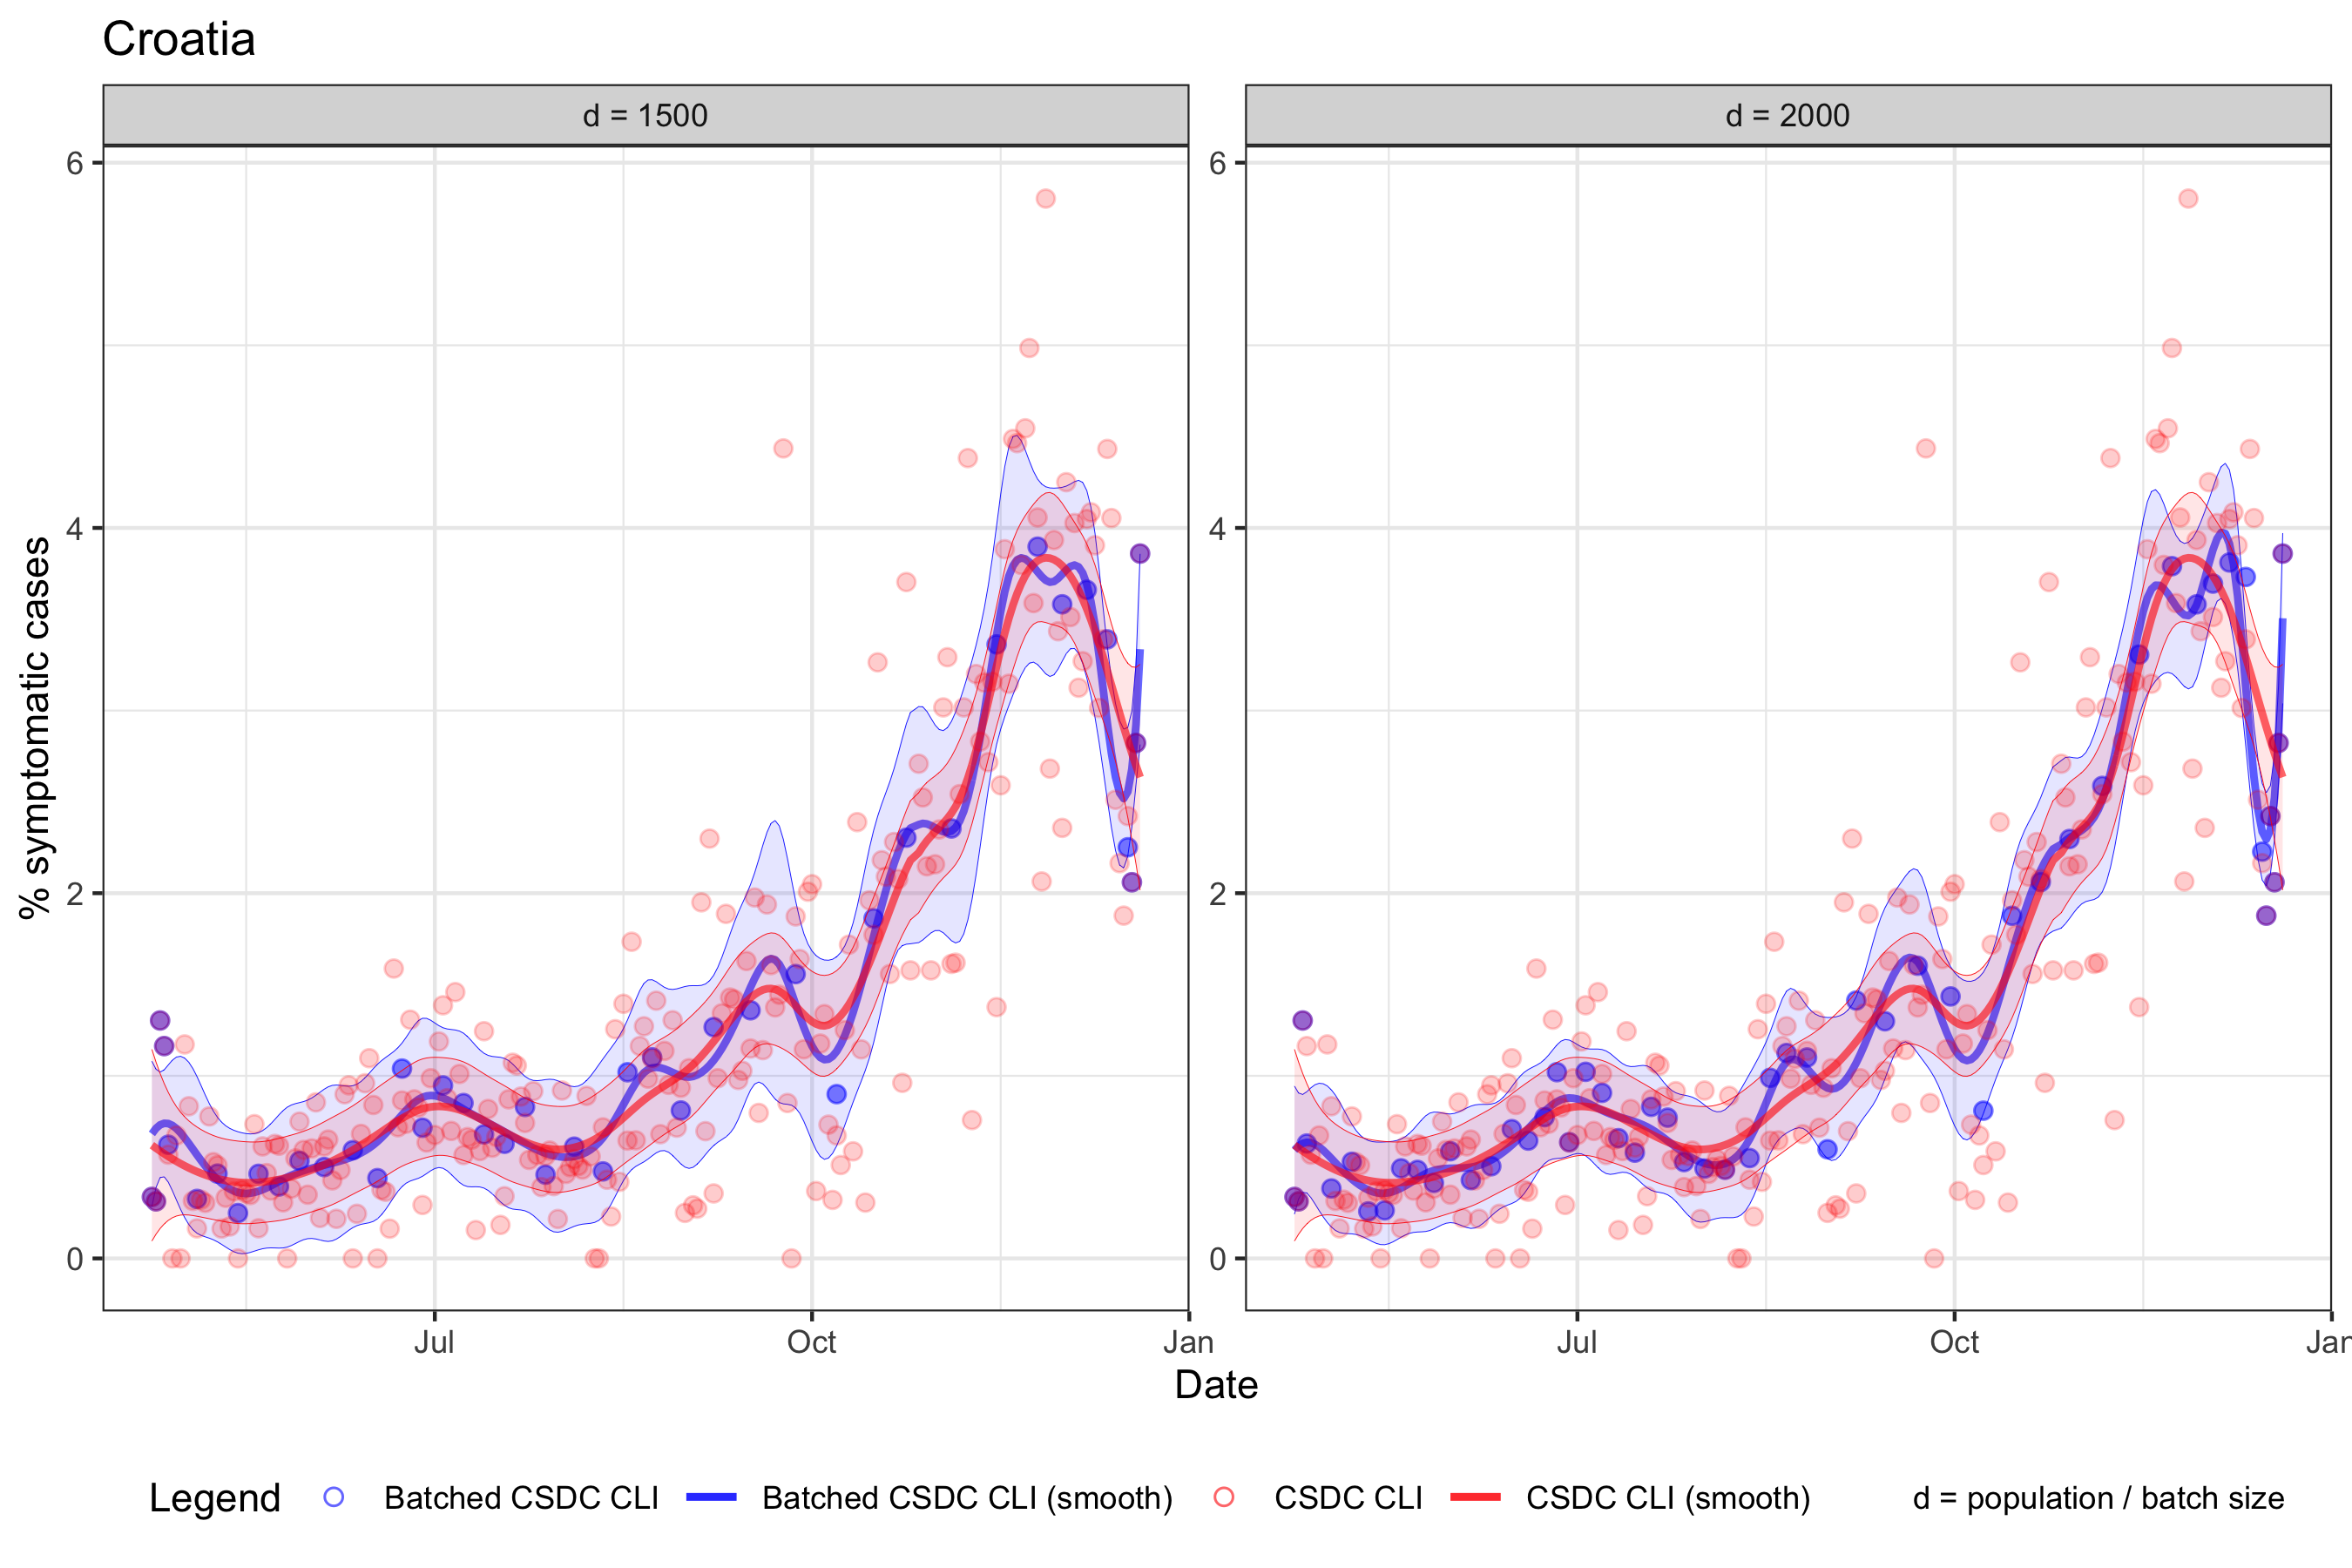 Croatia
d = 1500
d = 2000
6
4
2
0
6
4
2
0
% symptomatic cases
Jul
Oct
Jan
Jul
Oct
Jan
Date
Legend
Batched CSDC CLI
Batched CSDC CLI (smooth)
CSDC CLI
CSDC CLI (smooth)
d = population / batch size